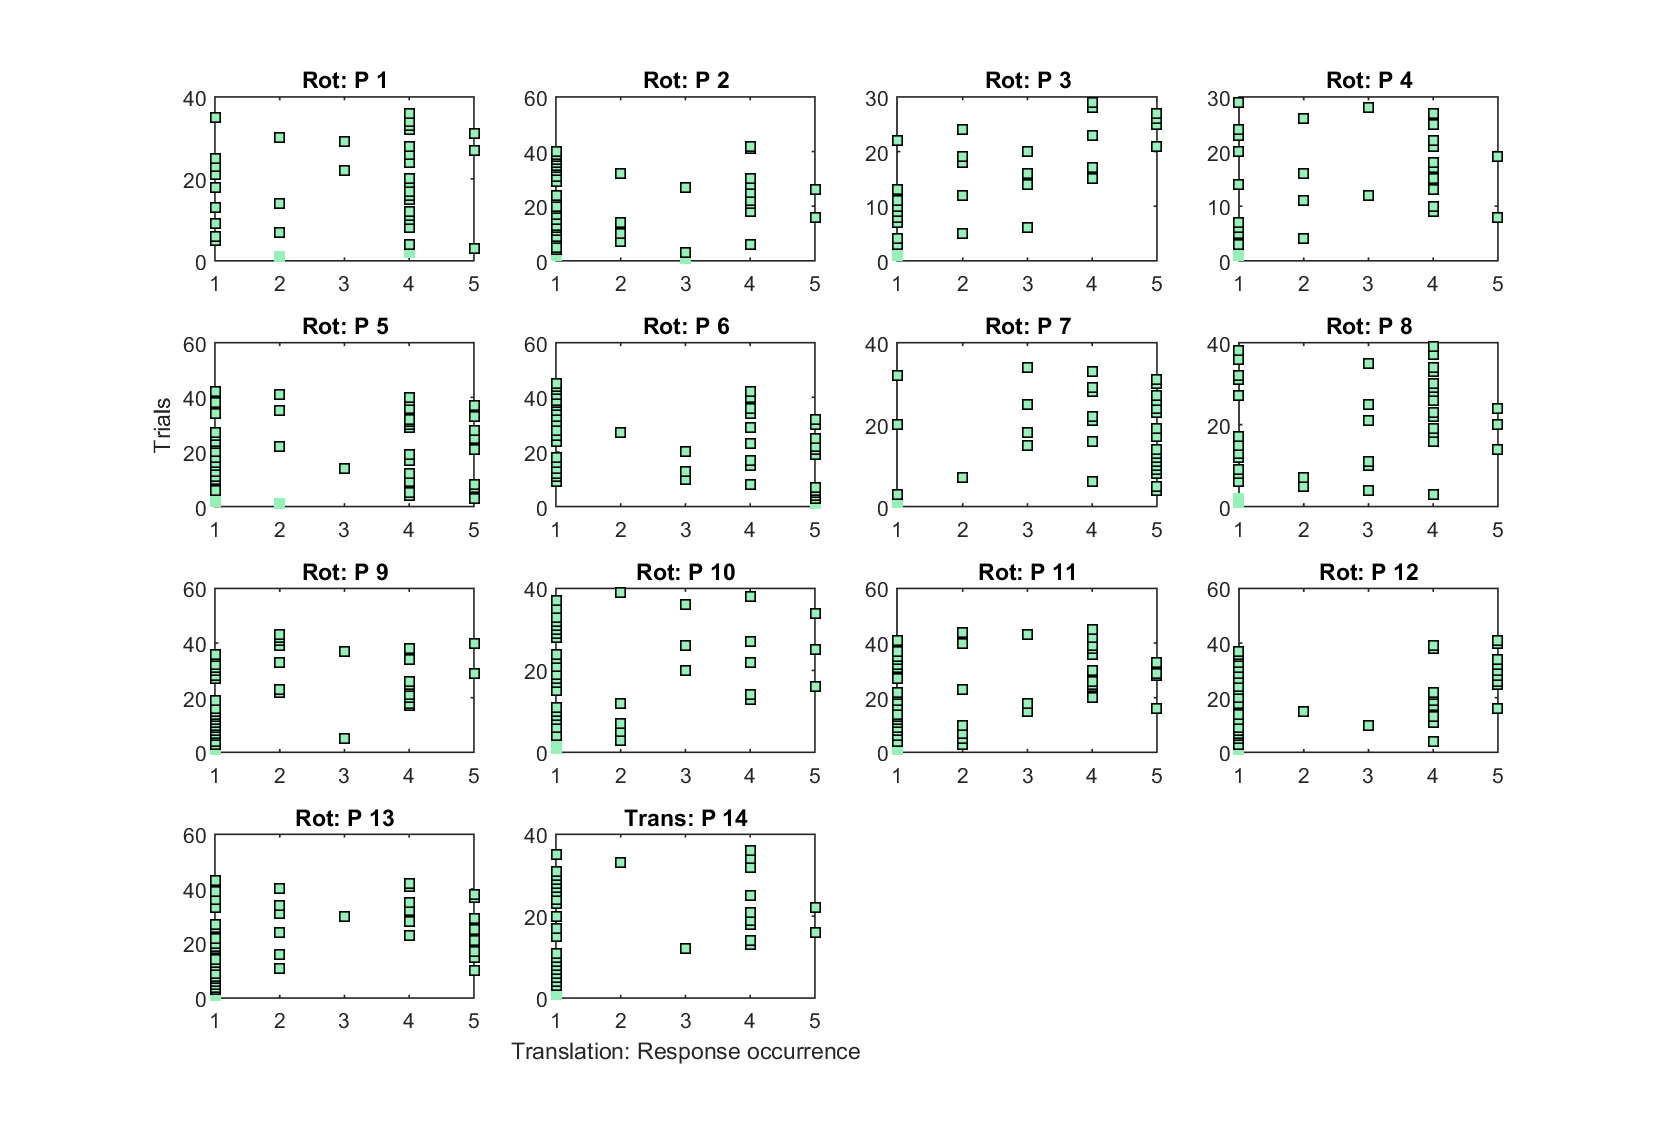 Rot: P 1
Rot: P 2
Rot: P 3
Rot: P 4
40
20
0
1 2 3 4 5
60
40
20
0
1 2 3 4 5
30
20
10
0
1 2 3 4 5
30
20
10
0
1 2 3 4 5
Rot: P 5
Rot: P 6
Rot: P 7
Rot: P 8
Trials
60
40
20
0
1 2 3 4 5
60
40
20
0
1 2 3 4 5
40
20
0
1 2 3 4 5
40
20
0
1 2 3 4 5
Rot: P 9
Rot: P 10
Rot: P 11
Rot: P 12
60
40
20
0
1 2 3 4 5
40
20
0
1 2 3 4 5
60
40
20
0
1 2 3 4 5
60
40
20
0
1 2 3 4 5
Rot: P 13
Trans: P 14
60
40
20
0
1 2 3 4 5
40
20
0
1 2 3 4 5
Translation: Response occurrence